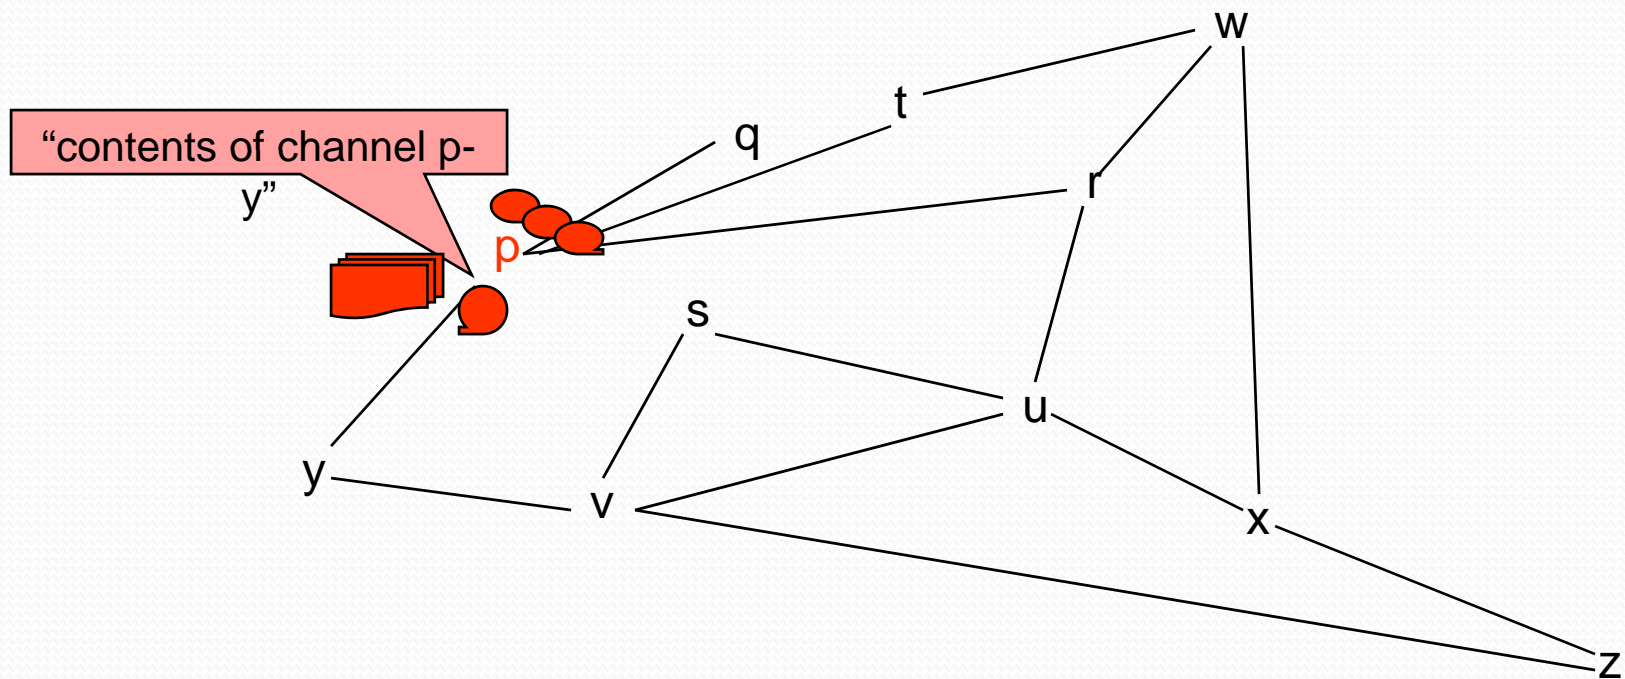 w
t
q
“contents of channel p-
y”
r
p
s
u
y
v
x
z